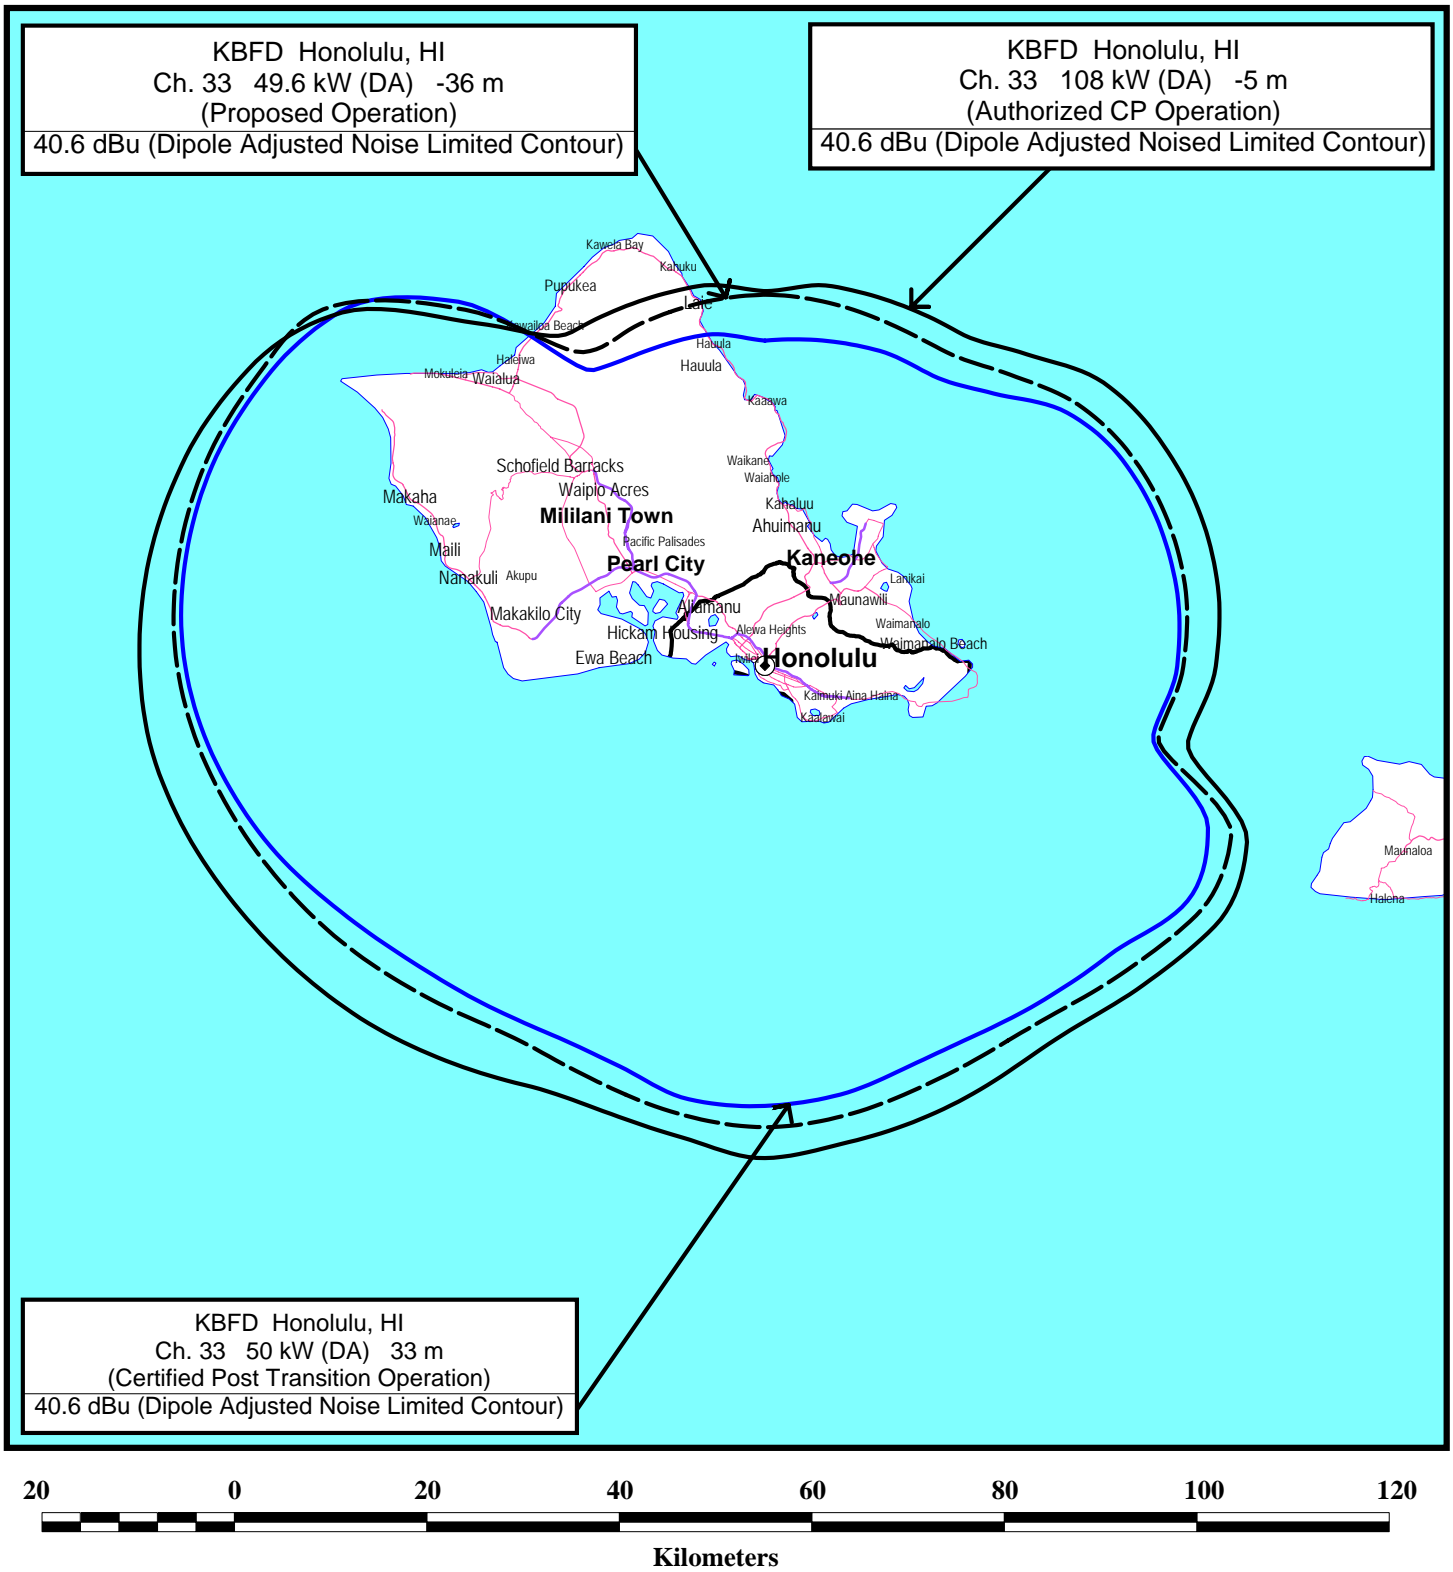 KBFD Honolulu, HI
Ch. 33 49.6 kW (DA) -36 m
(Proposed Operation)
40.6 dBu (Dipole Adjusted Noise Limited Contour)
KBFD Honolulu, HI
Ch. 33 108 kW (DA) -5 m
(Authorized CP Operation)
40.6 dBu (Dipole Adjusted Noised Limited Contour)
Kawela Bay
Kahuku
Pupukea
Laie
Kawailoa Beach
Hauula
Haleiwa
Hauula
Mokuleia
Waialua
Kaaawa
Waikane
Schofield Barracks
Waiahole
Waipio Acres
Makaha
Kahaluu
Mililani Town
Waianae
Ahuimanu
Pacific Palisades
Maili
Kaneohe
Pearl City
Nanakuli
Akupu
Lanikai
Makakilo City
Aliamanu
Maunawili
Waimanalo
Hickam Housing
Alewa Heights
Waimanalo Beach
Ewa Beach
Iwilei
Honolulu
Kaimuki
Aina Haina
Kaalawai
Maunaloa
Halena
KBFD Honolulu, HI
Ch. 33 50 kW (DA) 33 m
(Certified Post Transition Operation)
40.6 dBu (Dipole Adjusted Noise Limited Contour)
20 0 20 40 60 80 100 120
Kilometers